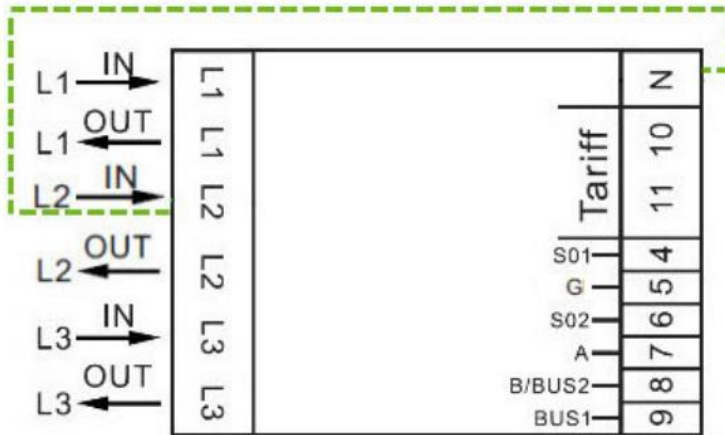 L1 IN L1 N
L1 OUT L1 Tariff 10
L2 IN L2 11
L2 OUT L2 S01 4
G 5
L3 IN L3 S02 6
A 7
L3 OUT L3 B/BUS2 8
BUS1 9